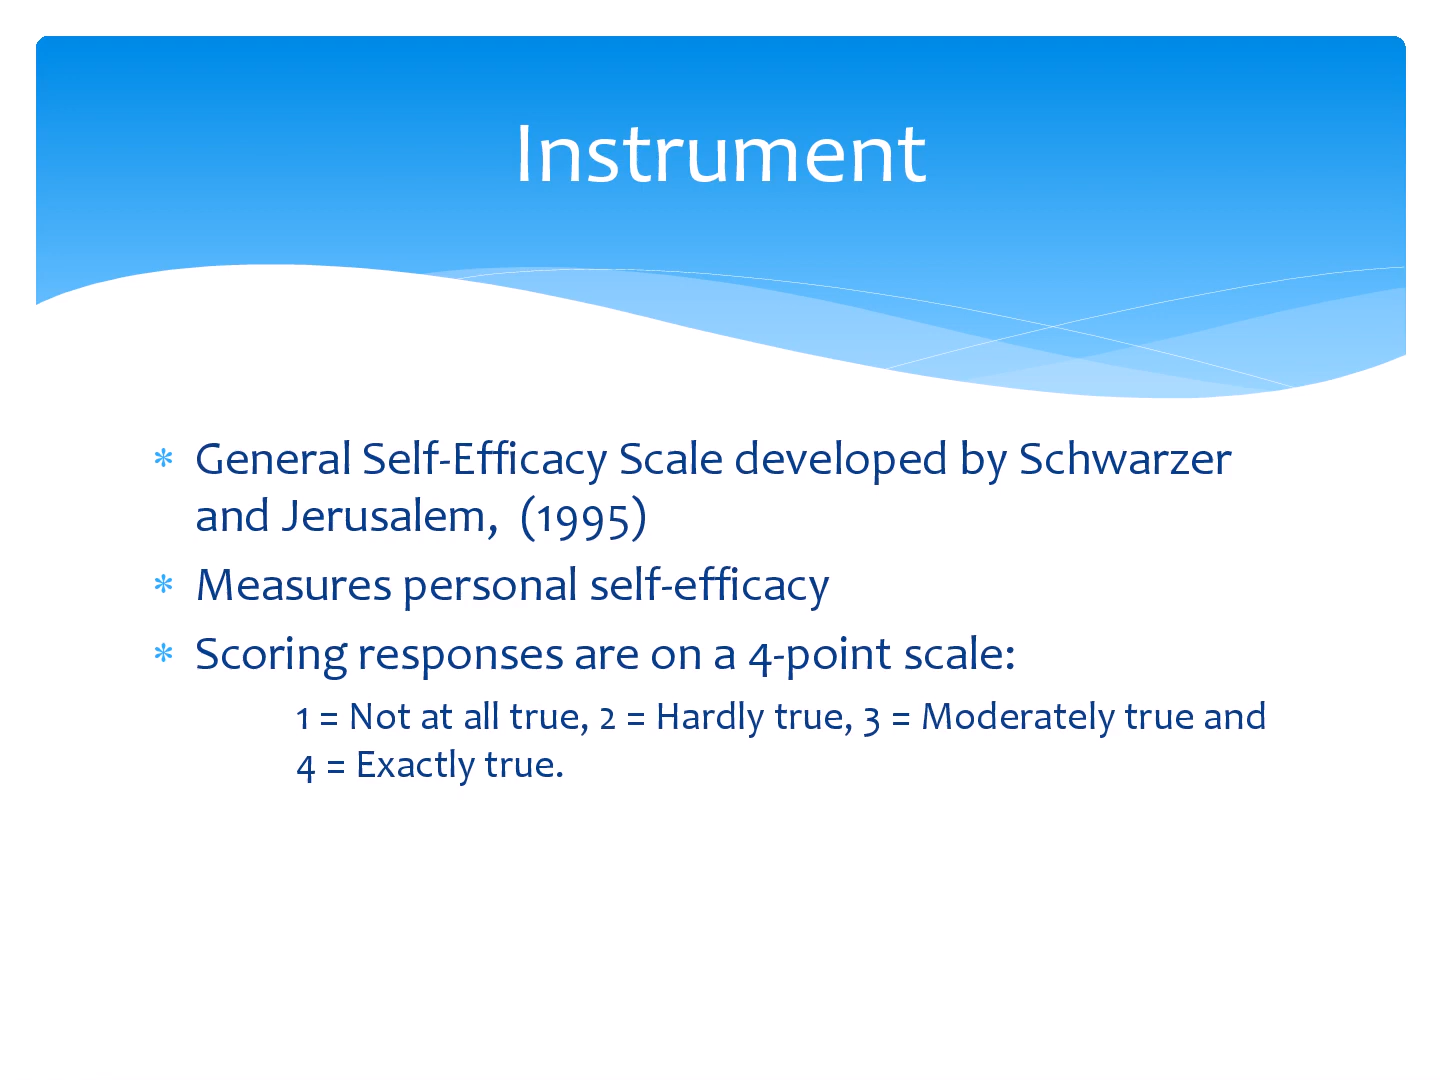 Instrument
* General Self-Efficacy Scale developed by Schwarzer
and Jerusalem,  (1995)
* Measures personal self-efficacy
* Scoring responses are on a 4-point scale:
1 = Not at all true, 2 = Hardly true, 3 = Moderately true and
4 = Exactly true.